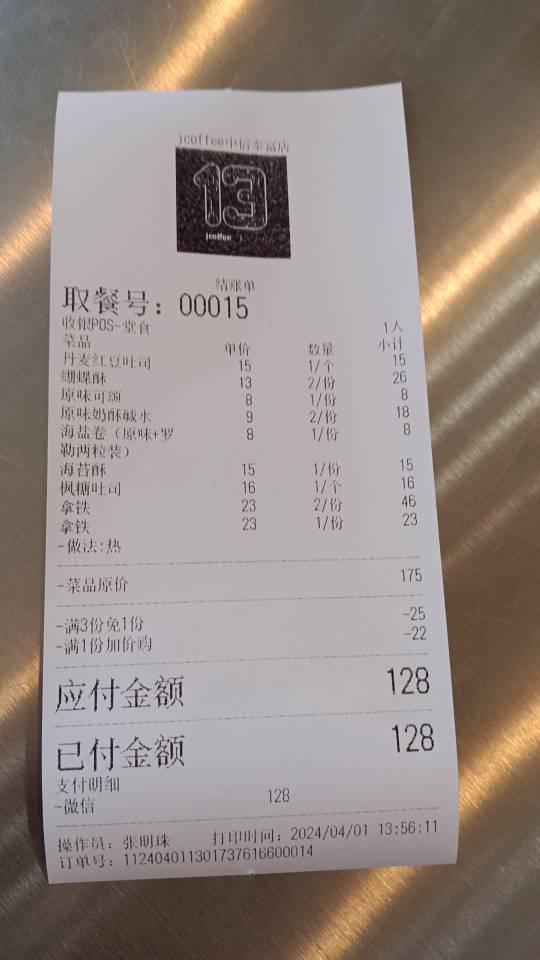 jcoffee中信泰富店
13
jcoffee
结账单
取餐号：00015
收银POS-堂食 1人
菜品 单价 数量 小计
丹麦红豆吐司 15 1/个 15
蝴蝶酥 13 2/份 26
原味可颂 8 1/份 8
原味奶酥碱水 9 2/份 18
海盐卷（原味+罗 8 1/份 8
勒两粒装）
海苔酥 15 1/份 15
枫糖吐司 16 1/个 16
拿铁 23 2/份 46
拿铁 23 1/份 23
-做法:热
-菜品原价 175
-满3份免1份 -25
-满1份加价购 -22
应付金额 128
已付金额 128
支付明细
-微信 128
操作员：张明珠 打印时间：2024/04/01 13:56:11
订单号：112404011301737616600014